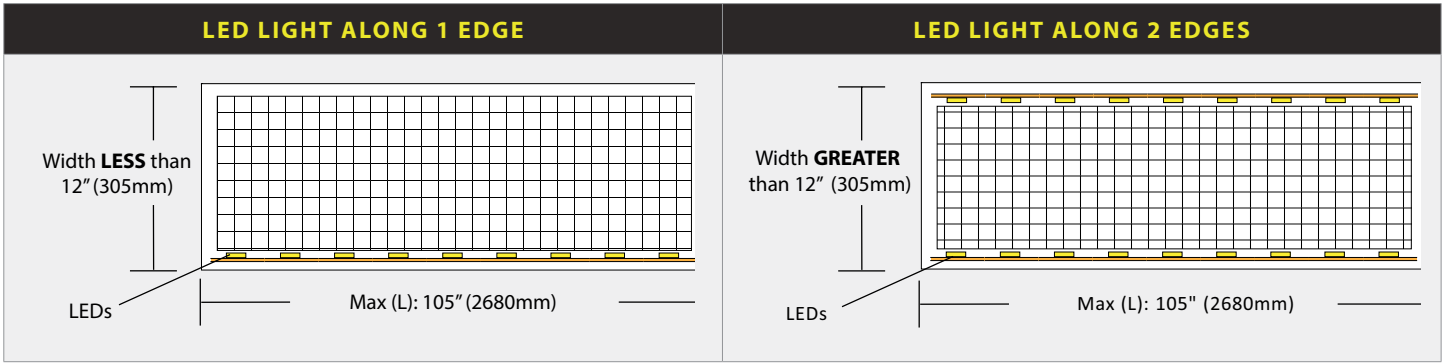 LED LIGHT ALONG 1 EDGE
Width LESS than
12” (305mm)
LEDs
Max (L): 105” (2680mm)
LED LIGHT ALONG 2 EDGES
Width GREATER
than 12” (305mm)
LEDs
Max (L): 105" (2680mm)